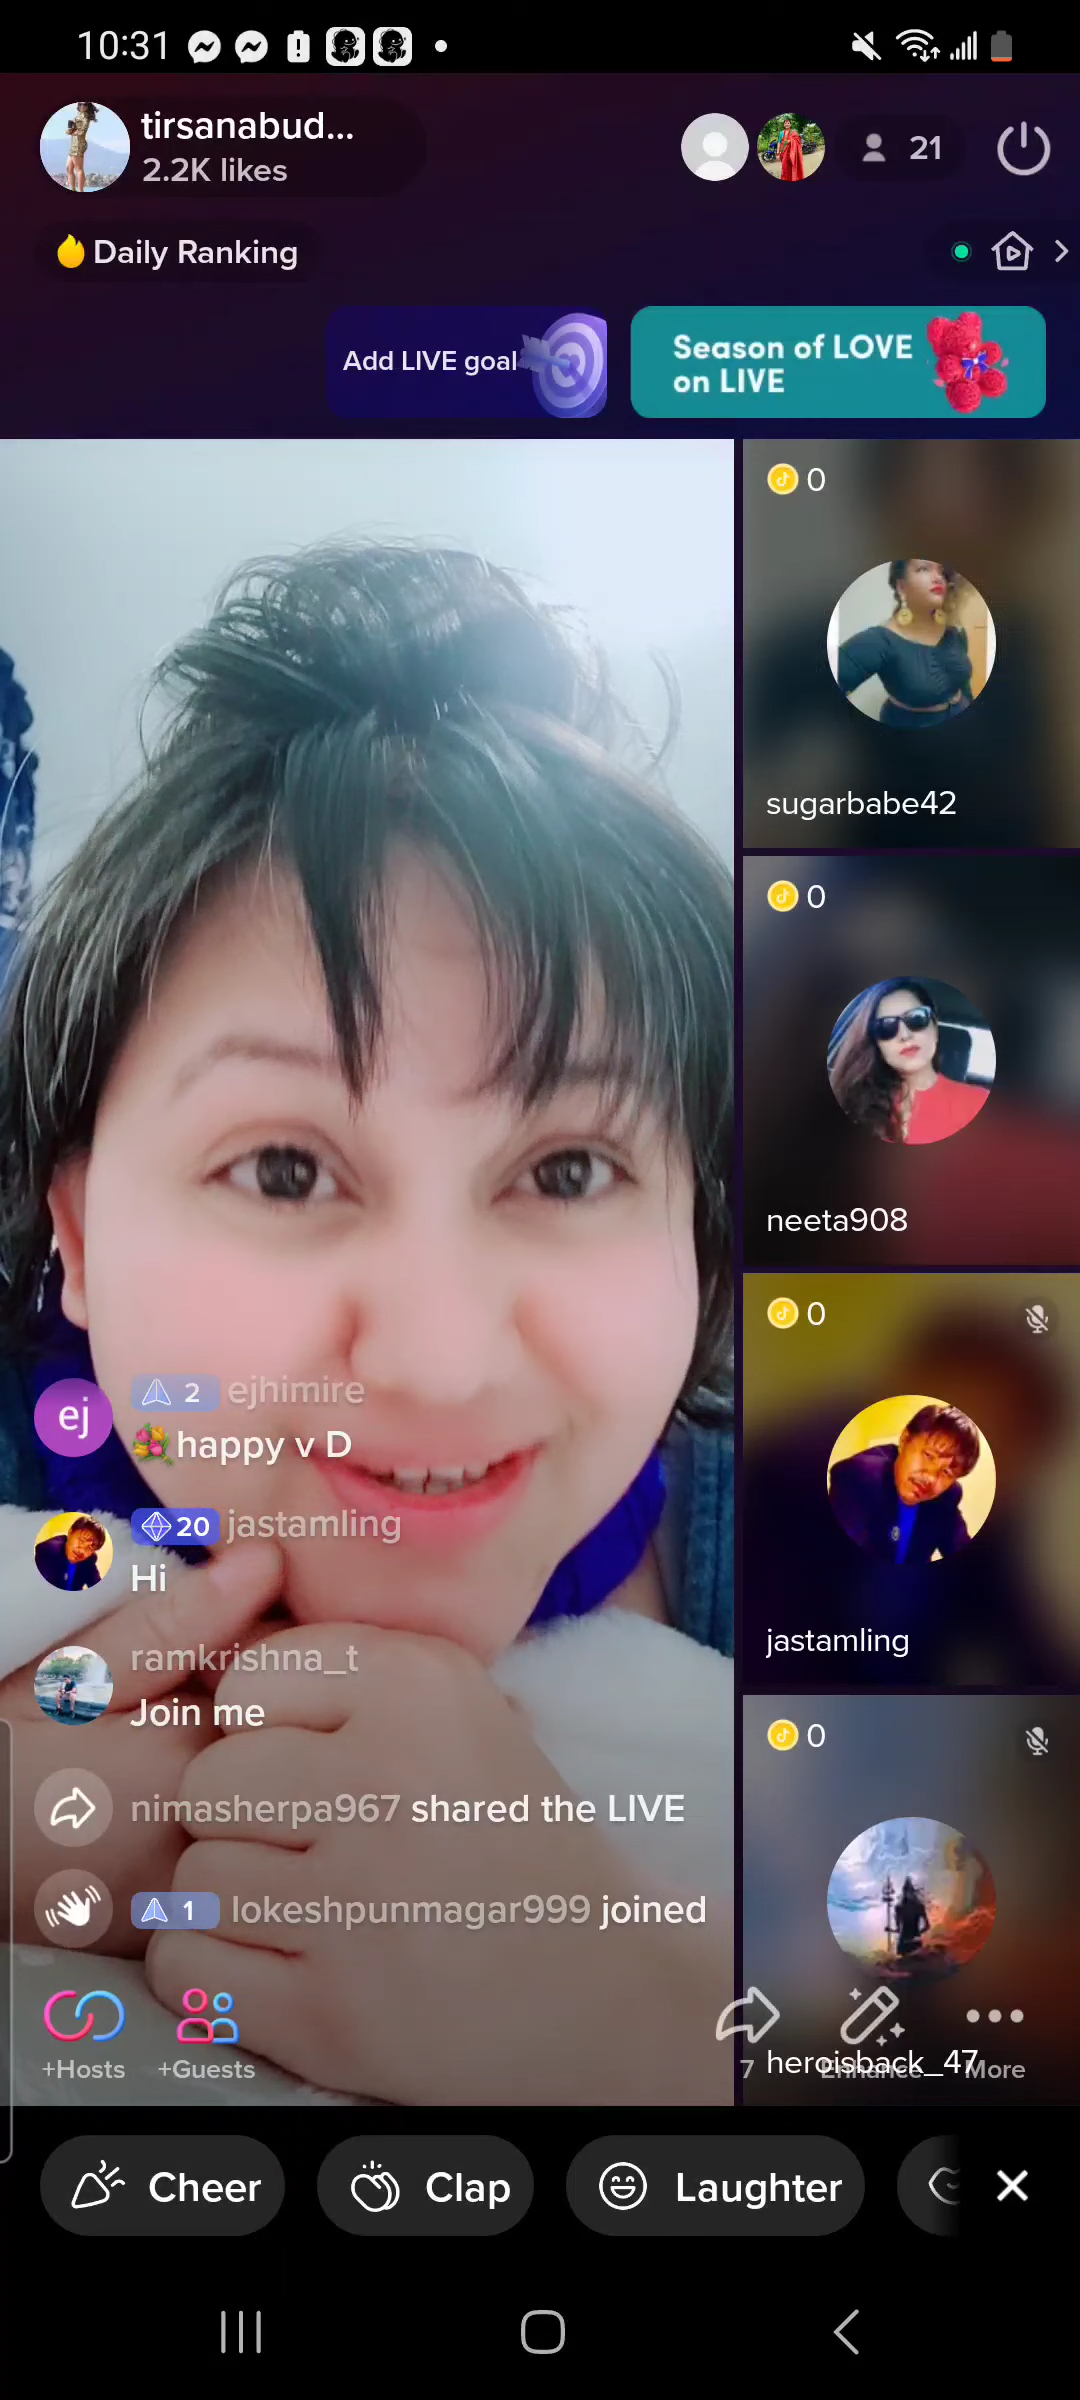 10:31
tirsanabud...
2.2K likes
21
Daily Ranking
Add LIVE goal
Season of LOVE
on LIVE
0
sugarbabe42
0
neeta908
0
jastamling
0
ej
2 ejhimire
happy v D
20 jastamling
Hi
ramkrishna_t
Join me
nimasherpa967 shared the LIVE
1 lokeshpunmagar999 joined
heroisback_47
+Hosts
+Guests
7
Enhance
More
Cheer
Clap
Laughter